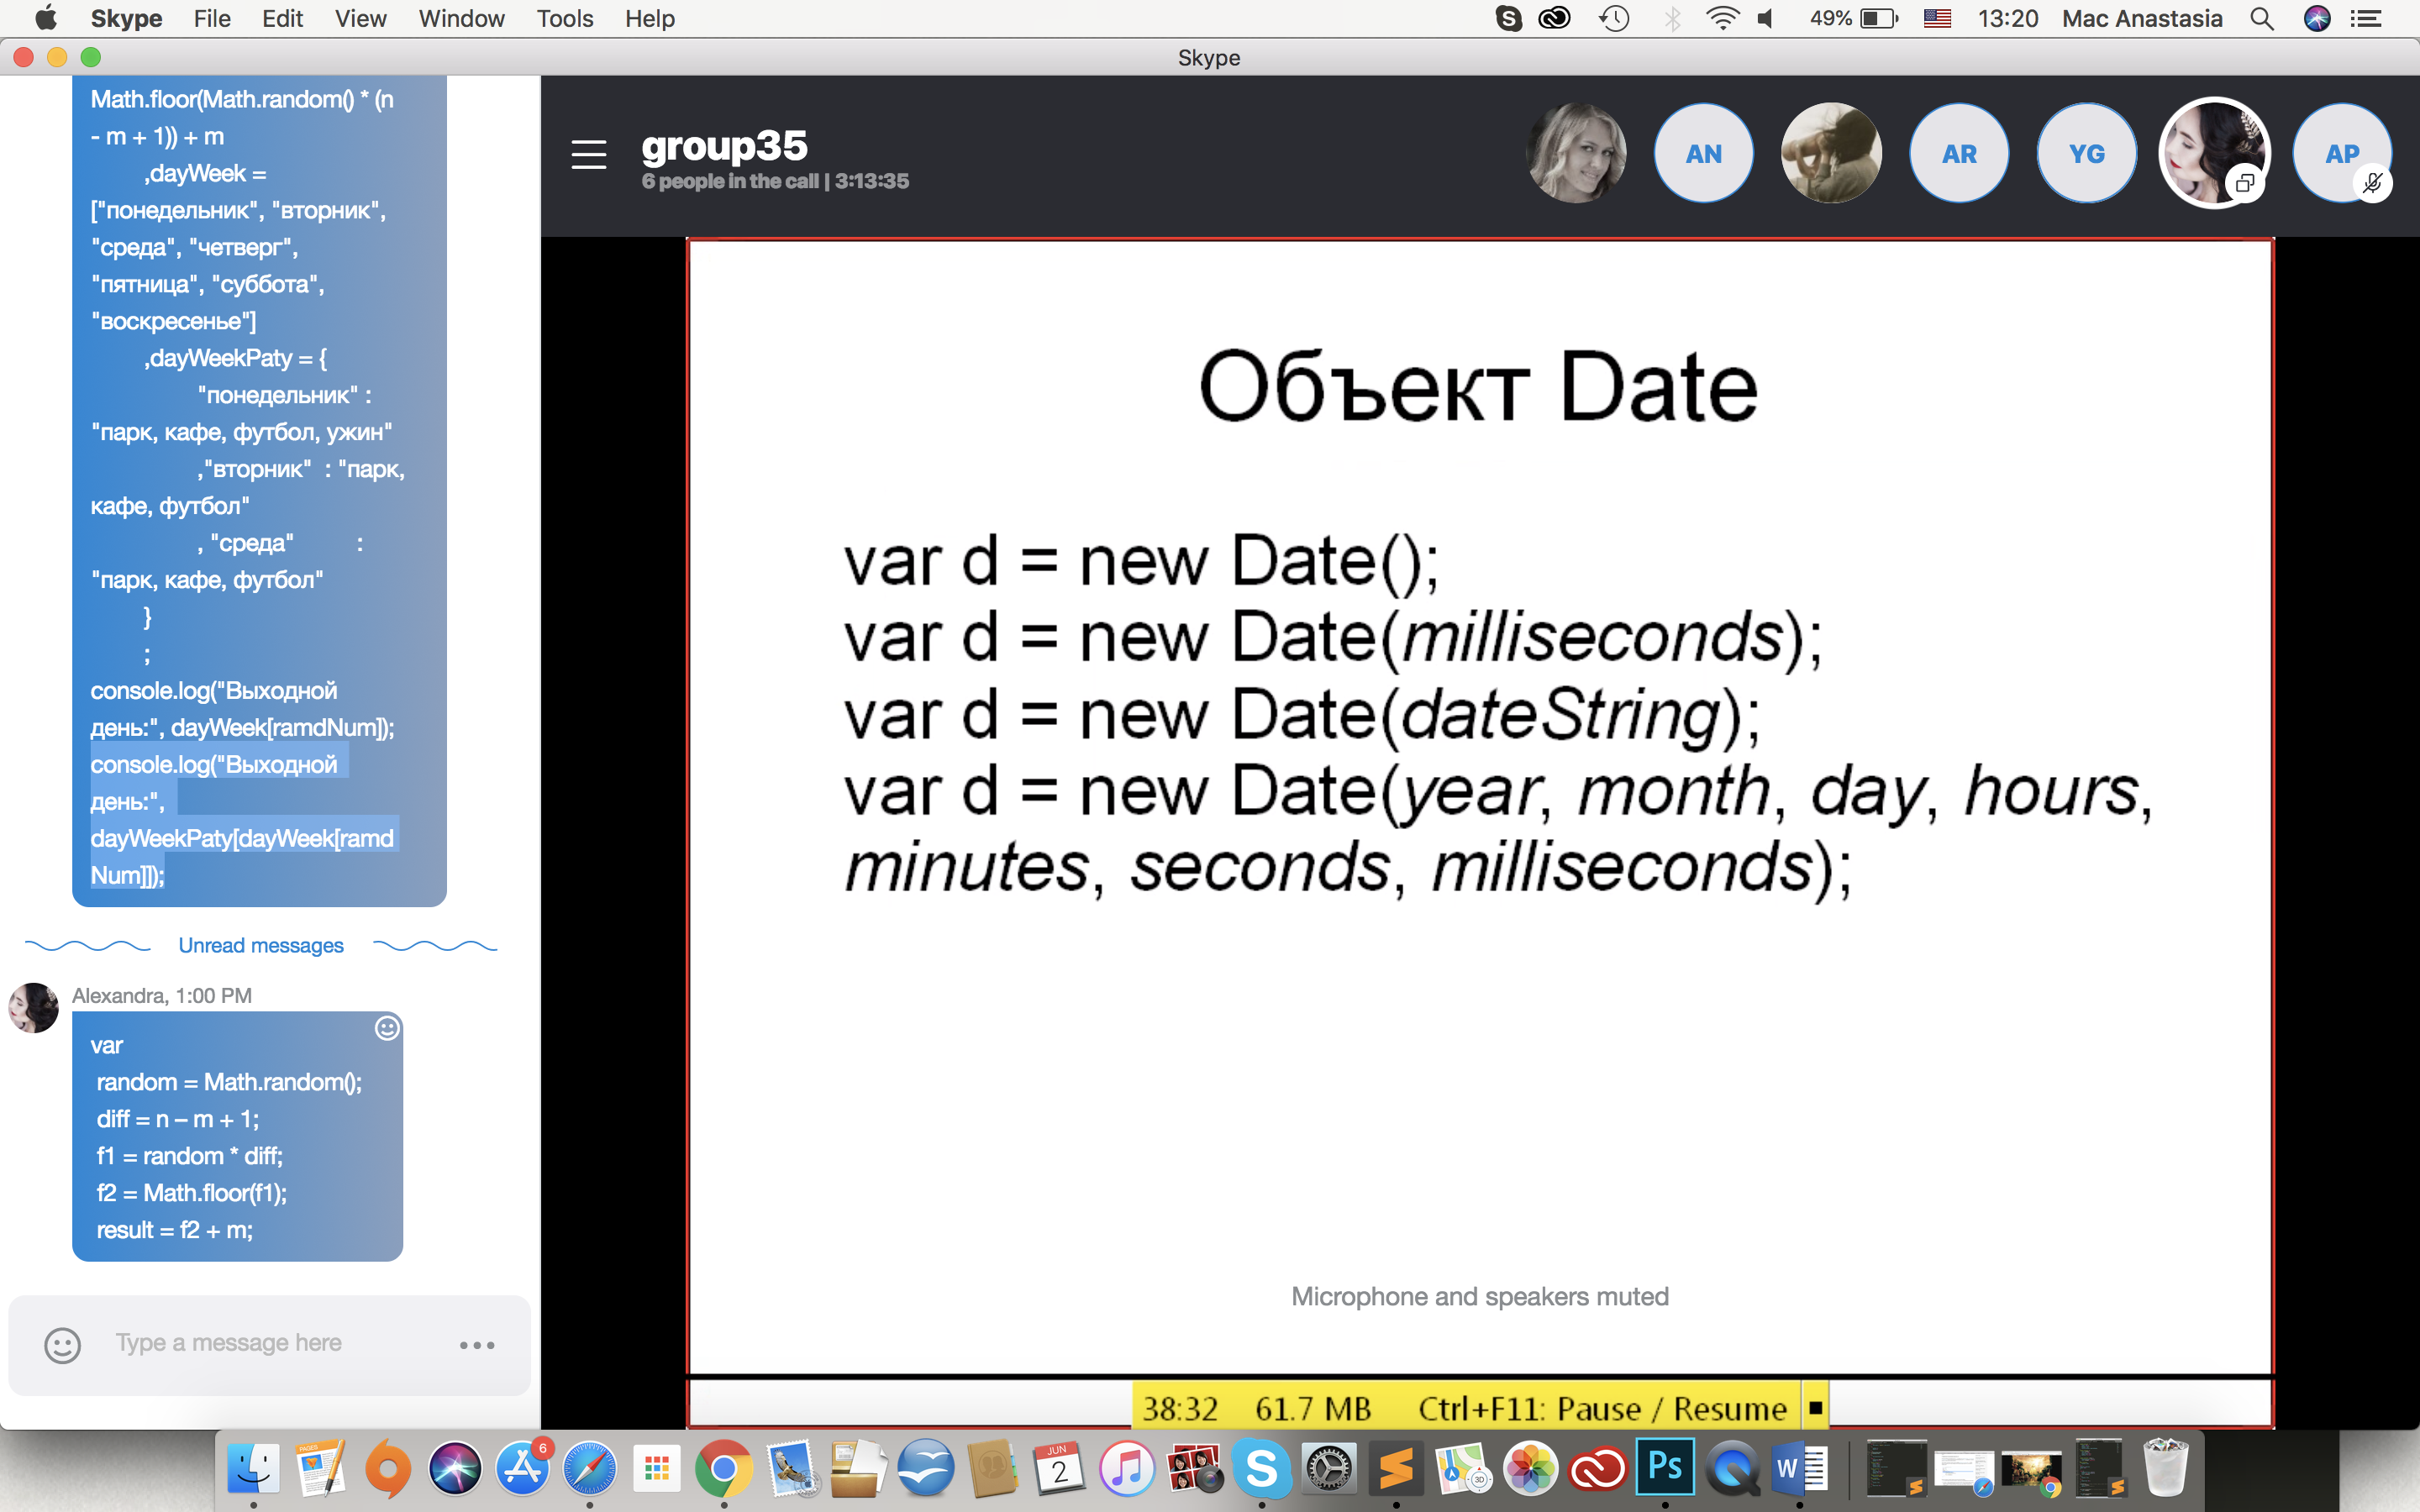 Skype File Edit View Window Tools Help
49% 13:20 Mac Anastasia
Skype
Math.floor(Math.random() * (n
- m + 1)) + m
,dayWeek =
["понедельник", "вторник",
"среда", "четверг",
"пятница", "суббота",
"воскресенье"]
,dayWeekPaty = {
"понедельник" :
"парк, кафе, футбол, ужин"
,"вторник" : "парк,
кафе, футбол"
, "среда" :
"парк, кафе, футбол"
}
;
console.log("Выходной
день:", dayWeek[ramdNum]);
console.log("Выходной
день:",
dayWeekPaty[dayWeek[ramd
Num]]);
Unread messages
Alexandra, 1:00 PM
var
random = Math.random();
diff = n – m + 1;
f1 = random * diff;
f2 = Math.floor(f1);
result = f2 + m;
Type a message here
group35
6 people in the call | 3:13:35
AN
AR
YG
AP
Объект Date
var d = new Date();
var d = new Date(milliseconds);
var d = new Date(dateString);
var d = new Date(year, month, day, hours,
minutes, seconds, milliseconds);
Microphone and speakers muted
38:32 61.7 MB Ctrl+F11: Pause / Resume
PAGES
6
JUN
2
S
3D
Ps
W